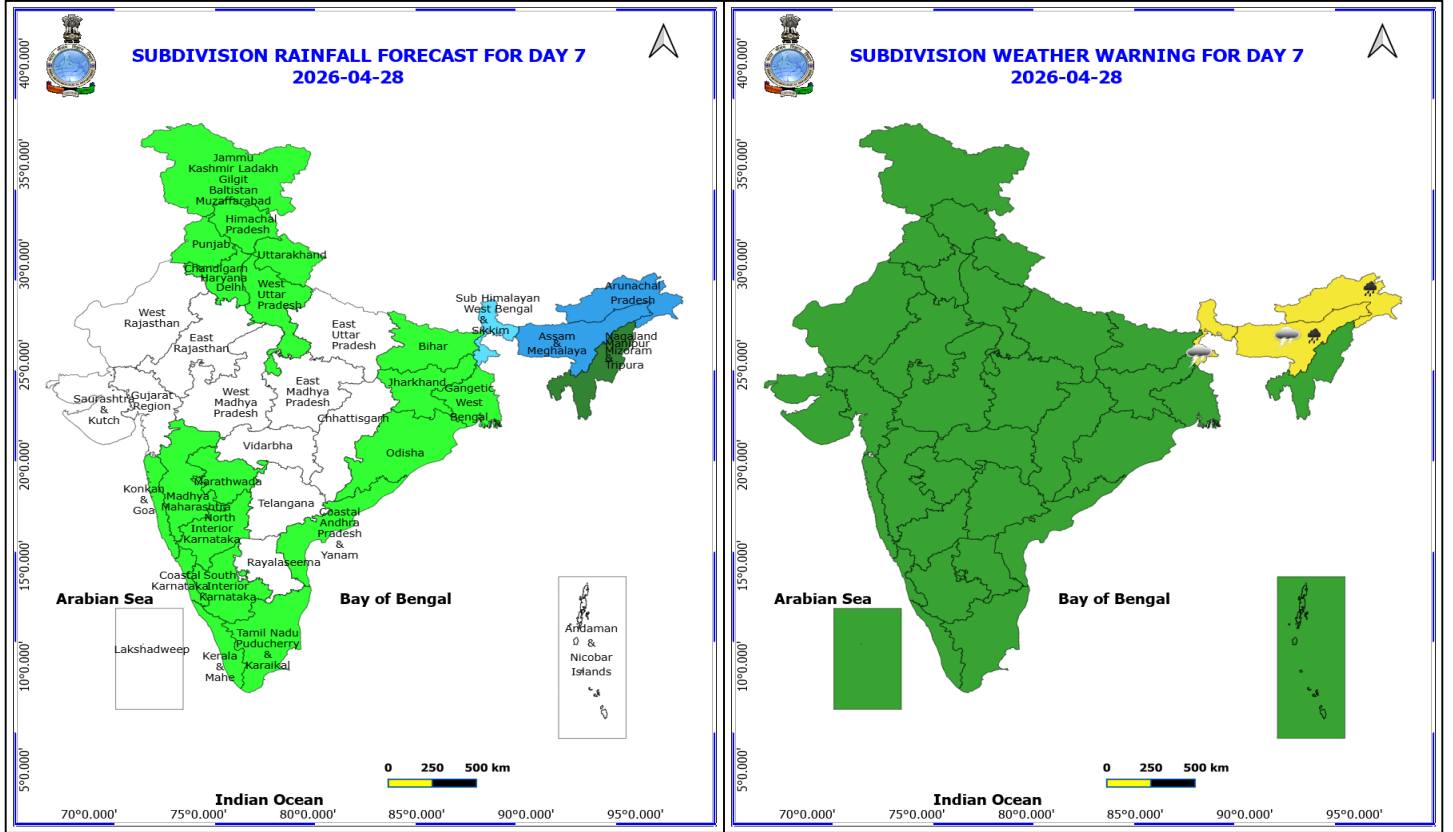 SUBDIVISION RAINFALL FORECAST FOR DAY 7
2026-04-28
Jammu
Kashmir Ladakh
Gilgit
Baltistan
Muzaffarabad
Himachal
Pradesh
Punjab
Uttarakhand
Chandigarh
Haryana
Delhi
West
Uttar
Pradesh
West
Rajasthan
East
Rajasthan
East
Uttar
Pradesh
Sub Himalayan
West Bengal
&
Sikkim
Arunachal
Pradesh
Assam
&
Meghalaya
Nagaland
Manipur
Mizoram
&
Tripura
Bihar
Jharkhand
Gangetic
West
Bengal
Saurashtra
&
Kutch
Gujarat
Region
West
Madhya
Pradesh
East
Madhya
Pradesh
Chhattisgarh
Vidarbha
Odisha
Konkan
&
Goa
Marathwada
Madhya
Maharashtra
North
Interior
Karnataka
Telangana
Coastal
Andhra
Pradesh
&
Yanam
Rayalaseema
Coastal
Karnataka
South
Interior
Karnataka
Tamil Nadu
Puducherry
&
Karaikal
Kerala
&
Mahe
Arabian Sea
Bay of Bengal
Lakshadweep
Andaman
&
Nicobar
Islands
0 250 500 km
Indian Ocean
40°0.000'
35°0.000'
30°0.000'
25°0.000'
20°0.000'
15°0.000'
10°0.000'
5°0.000'
70°0.000' 75°0.000' 80°0.000' 85°0.000' 90°0.000' 95°0.000'
SUBDIVISION WEATHER WARNING FOR DAY 7
2026-04-28
Arabian Sea
Bay of Bengal
0 250 500 km
Indian Ocean
40°0.000'
35°0.000'
30°0.000'
25°0.000'
20°0.000'
15°0.000'
10°0.000'
5°0.000'
70°0.000' 75°0.000' 80°0.000' 85°0.000' 90°0.000' 95°0.000'